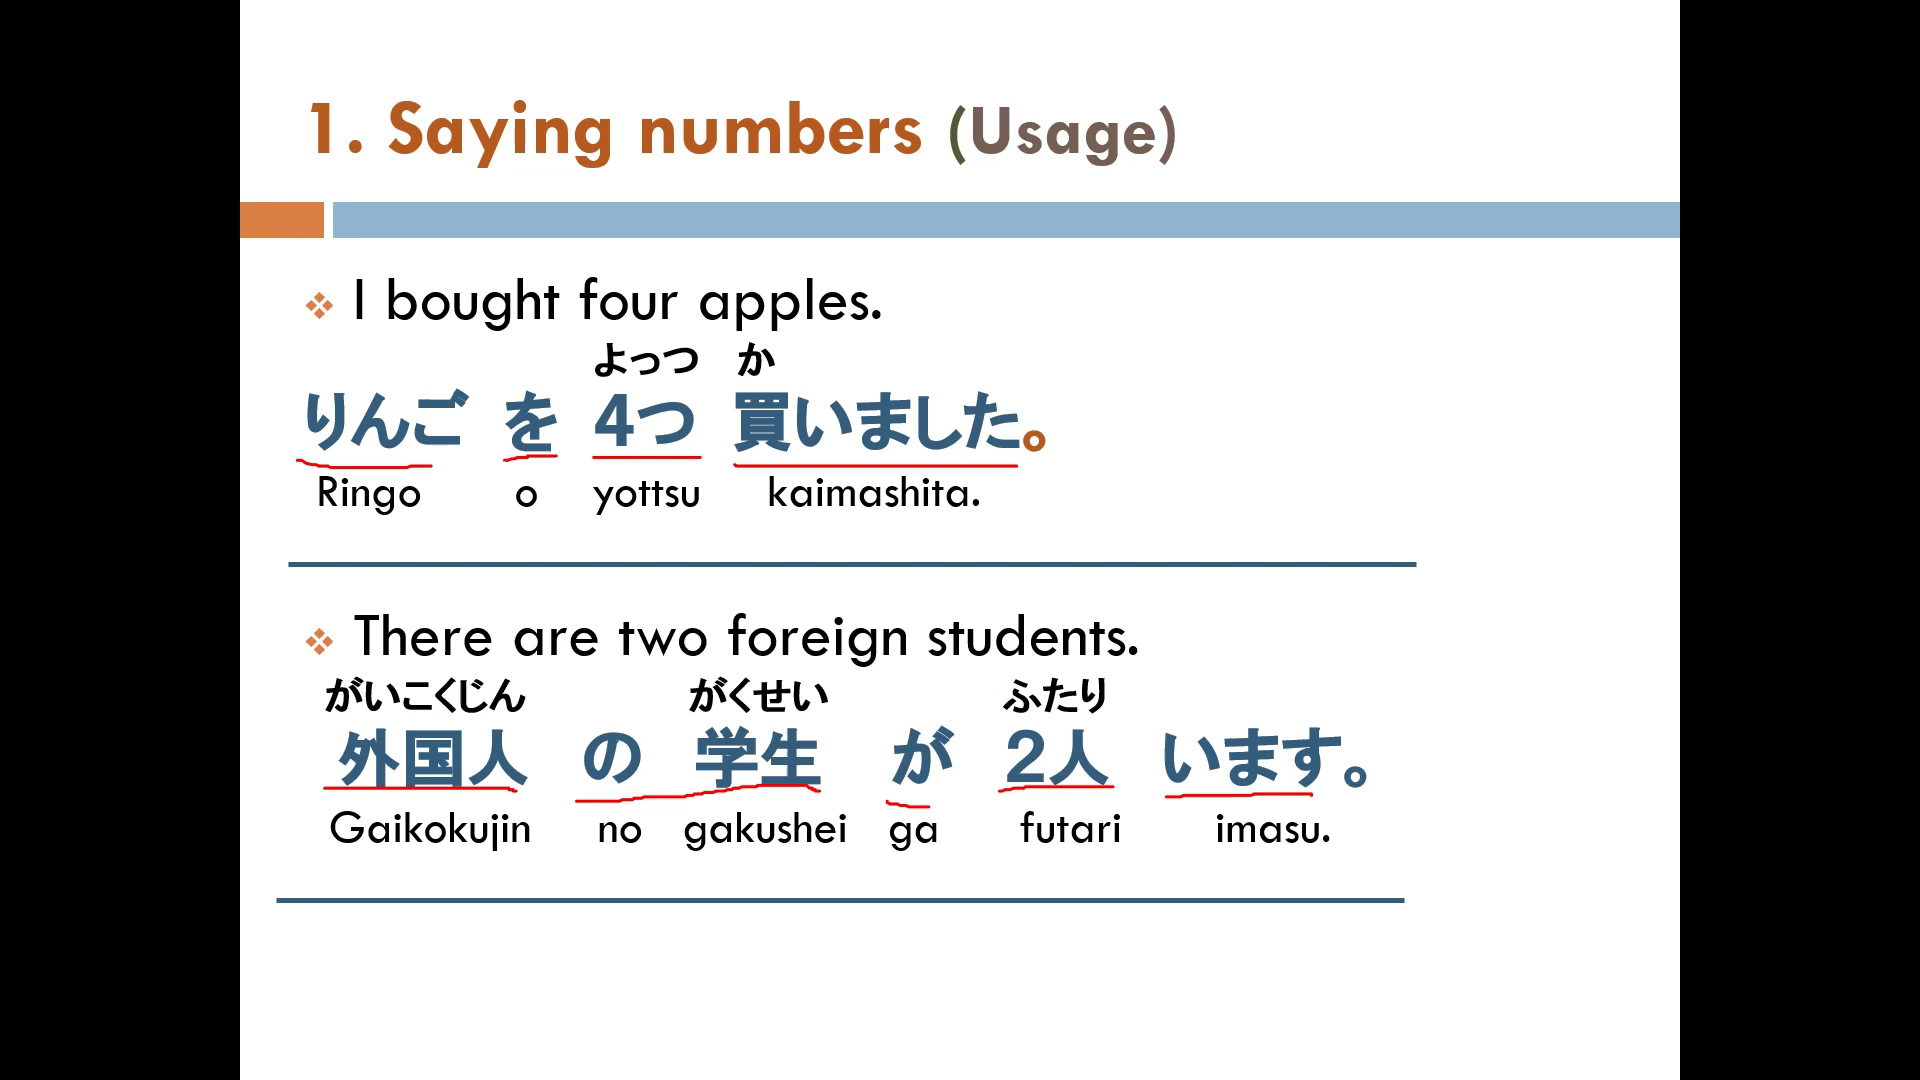 1. Saying numbers (Usage)
I bought four apples.
よっつ か
りんご を 4つ 買いました。
Ringo o yottsu kaimashita.
There are two foreign students.
がいこくじん がくせい ふたり
外国人 の 学生 が 2人 います。
Gaikokujin no gakushei ga futari imasu.